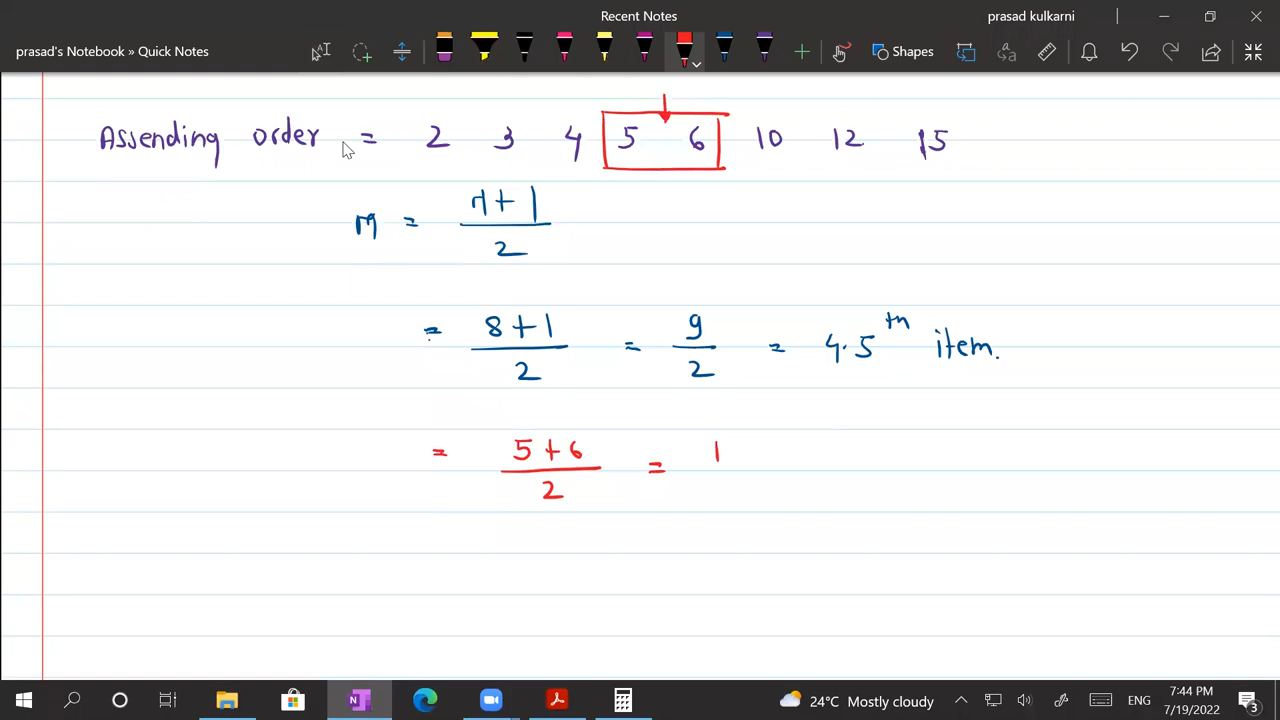 Recent Notes
prasad kulkarni
prasad's Notebook » Quick Notes
Shapes
Assending order = 2 3 4 5 6 10 12 15
m = n+1 / 2
= 8+1 / 2 = 9 / 2 = 4.5th item.
= 5+6 / 2 = 1
24°C Mostly cloudy
ENG
7:44 PM
7/19/2022
3